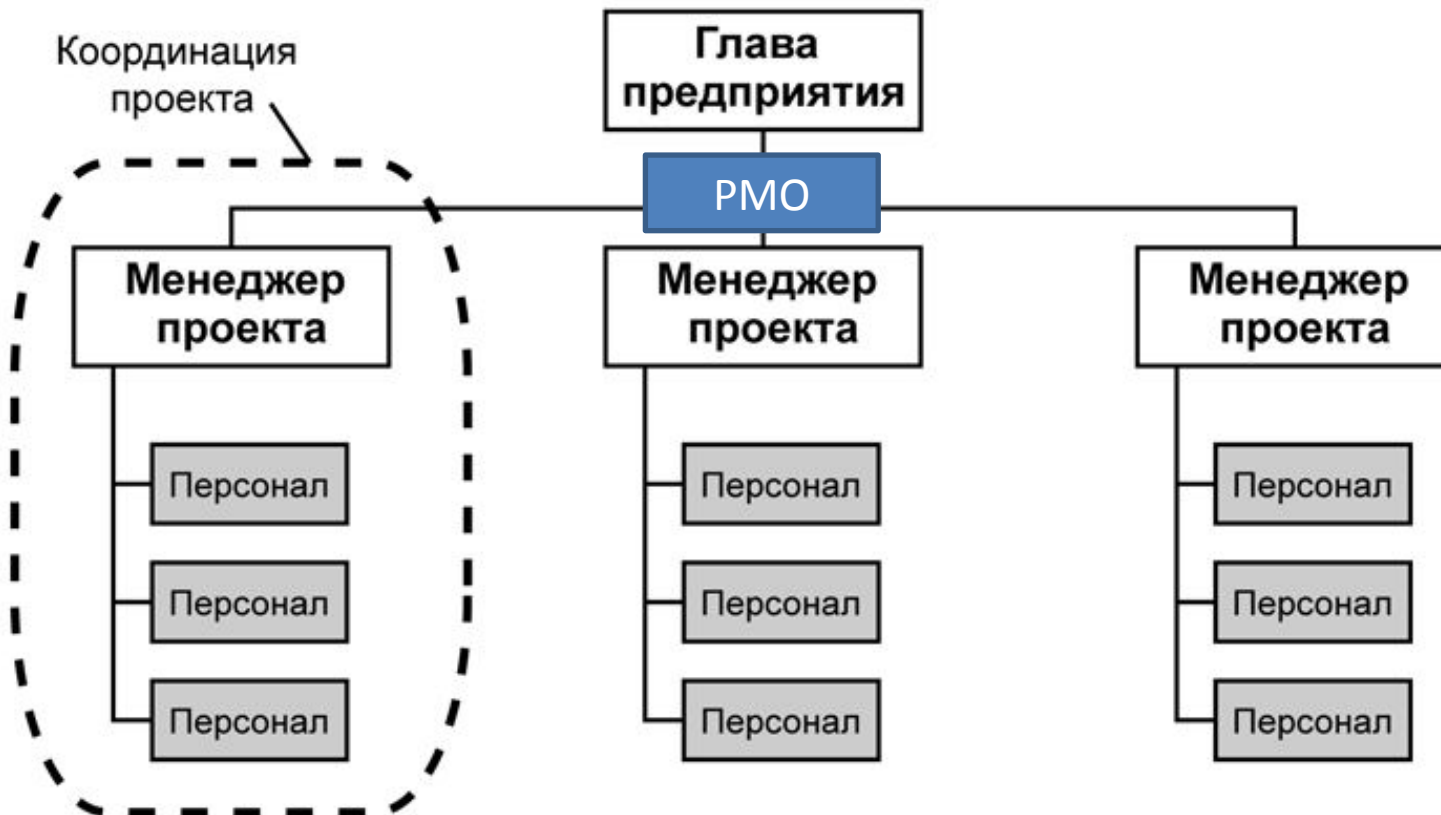 Координация
проекта
Глава
предприятия
PMO
Менеджер
проекта
Менеджер
проекта
Менеджер
проекта
Персонал
Персонал
Персонал
Персонал
Персонал
Персонал
Персонал
Персонал
Персонал